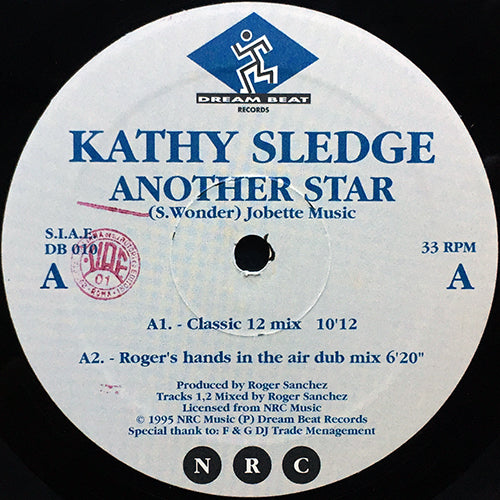 DREAM BEAT
RECORDS
KATHY SLEDGE
ANOTHER STAR
(S.Wonder) Jobette Music
S.I.A.E.
DB 010
33 RPM
A
A
01
A1. - Classic 12 mix 10'12
A2. - Roger's hands in the air dub mix 6'20"
Produced by Roger Sanchez
Tracks 1,2 Mixed by Roger Sanchez
Licensed from NRC Music
© 1995 NRC Music (P) Dream Beat Records
Special thank to: F & G DJ Trade Menagement
N R C